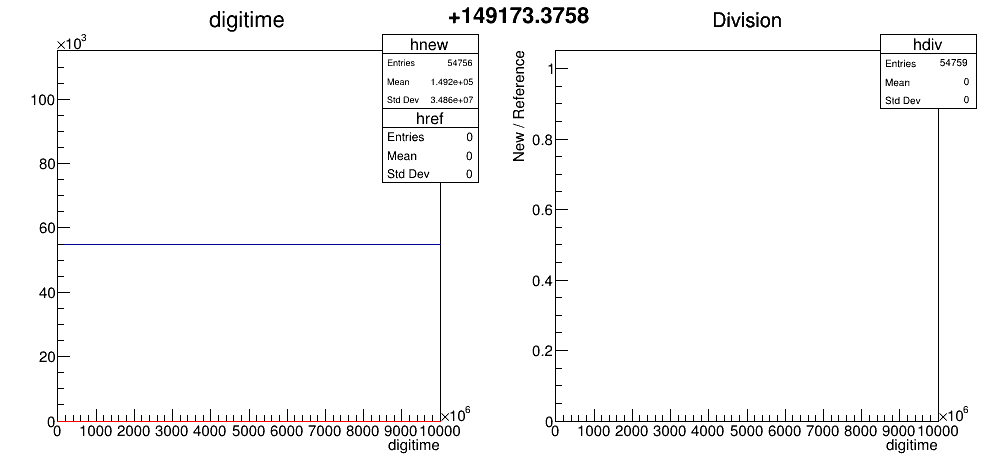 +149173.3758
digitime
×10³
hnew
Entries 54756
Mean 1.492e+05
Std Dev 3.486e+07
href
Entries 0
Mean 0
Std Dev 0
100
80
60
40
20
0
0 1000 2000 3000 4000 5000 6000 7000 8000 9000 10000
×10⁶
digitime
Division
hdiv
Entries 54759
Mean 0
Std Dev 0
New / Reference
1
0.8
0.6
0.4
0.2
0
0 1000 2000 3000 4000 5000 6000 7000 8000 9000 10000
×10⁶
digitime